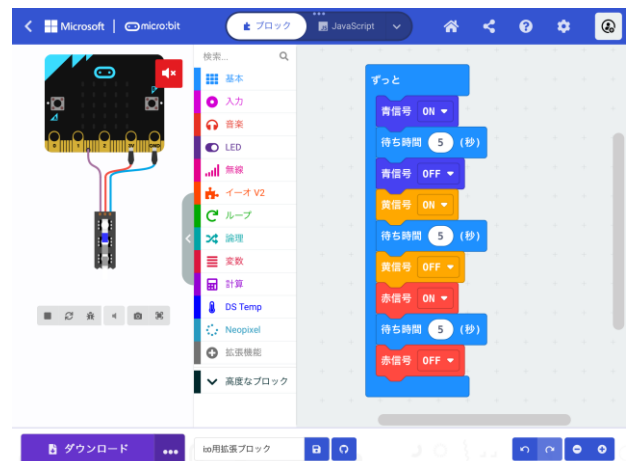 Microsoft
micro:bit
ブロック
JavaScript
検索...
基本
入力
音楽
LED
無線
イーオ V2
ループ
論理
変数
計算
DS Temp
Neopixel
拡張機能
高度なブロック
0 1 2 3V GND
ずっと
青信号 ON
待ち時間 5 (秒)
青信号 OFF
黄信号 ON
待ち時間 5 (秒)
黄信号 OFF
赤信号 ON
待ち時間 5 (秒)
赤信号 OFF
ダウンロード
io用拡張ブロック